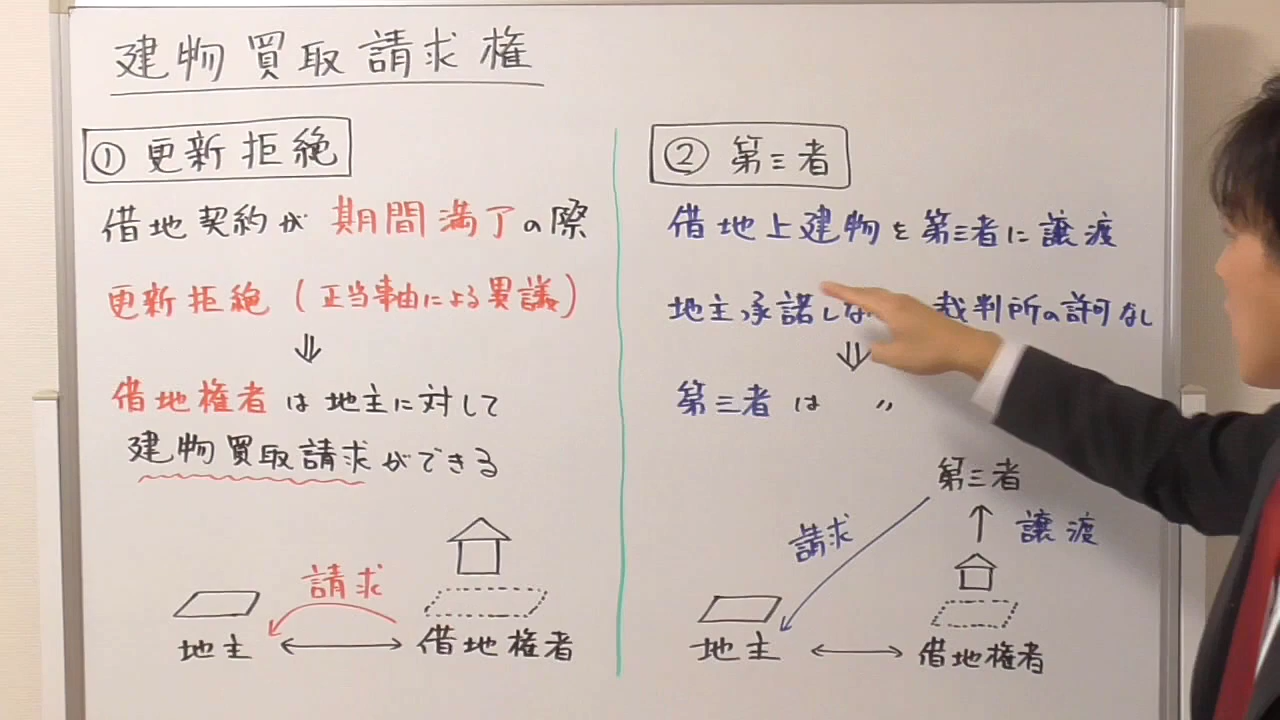 建物買取請求権
① 更新拒絶
借地契約が期間満了の際
更新拒絶(正当事由による異議)
⇓
借地権者は地主に対して
建物買取請求ができる
請求
地主 ⟷ 借地権者
② 第三者
借地上建物を第三者に譲渡
地主、承諾しな 裁判所の許可なし
⇓
第三者は 〃
第三者
↑ 譲渡
請求
地主 ⟷ 借地権者